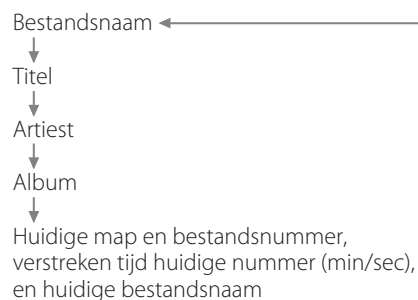 Bestandsnaam
Titel
Artiest
Album
Huidige map en bestandsnummer,
verstreken tijd huidige nummer (min/sec),
en huidige bestandsnaam